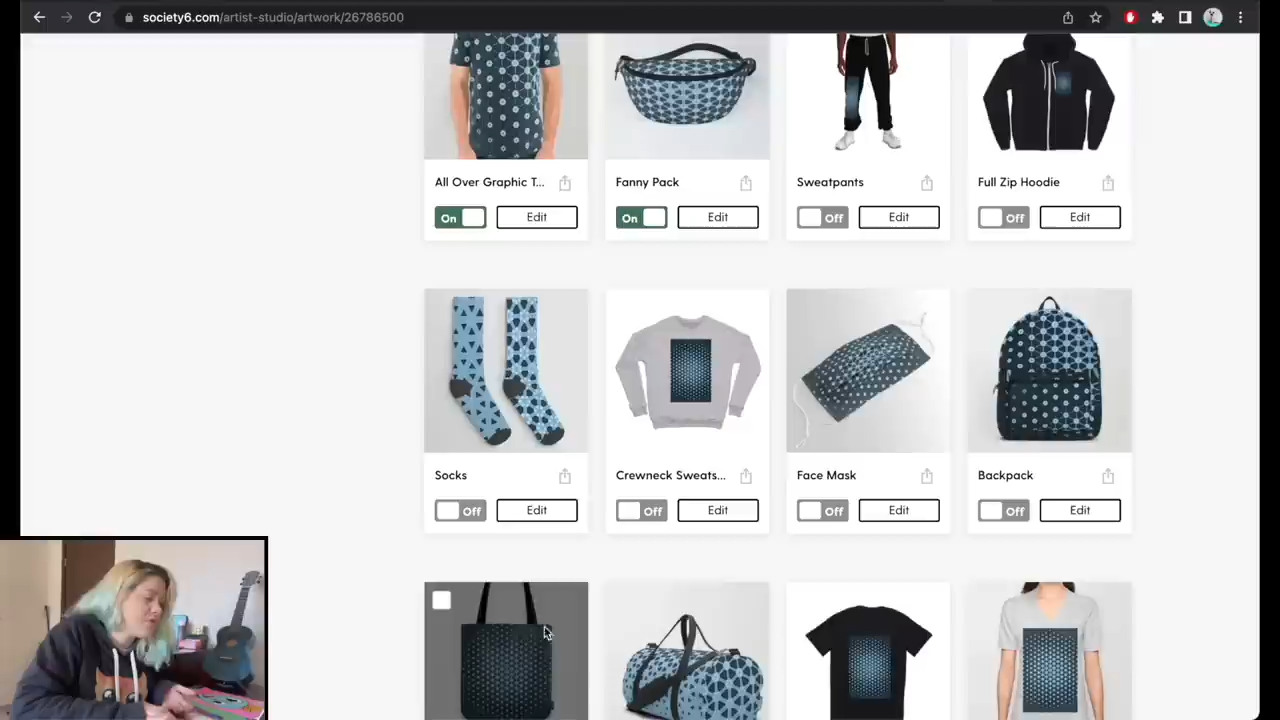 society6.com/artist-studio/artwork/26786500
All Over Graphic T...
Fanny Pack
Sweatpants
Full Zip Hoodie
On
Edit
On
Edit
Off
Edit
Off
Edit
Socks
Crewneck Sweats...
Face Mask
Backpack
Off
Edit
Off
Edit
Off
Edit
Off
Edit